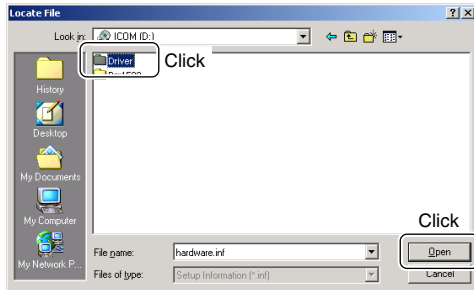 Locate File
Look in:
ICOM (D:)
Driver
Click
History
Desktop
My Documents
My Computer
Click
My Network P...
File name:
hardware.inf
Open
Files of type:
Setup Information (*.inf)
Cancel